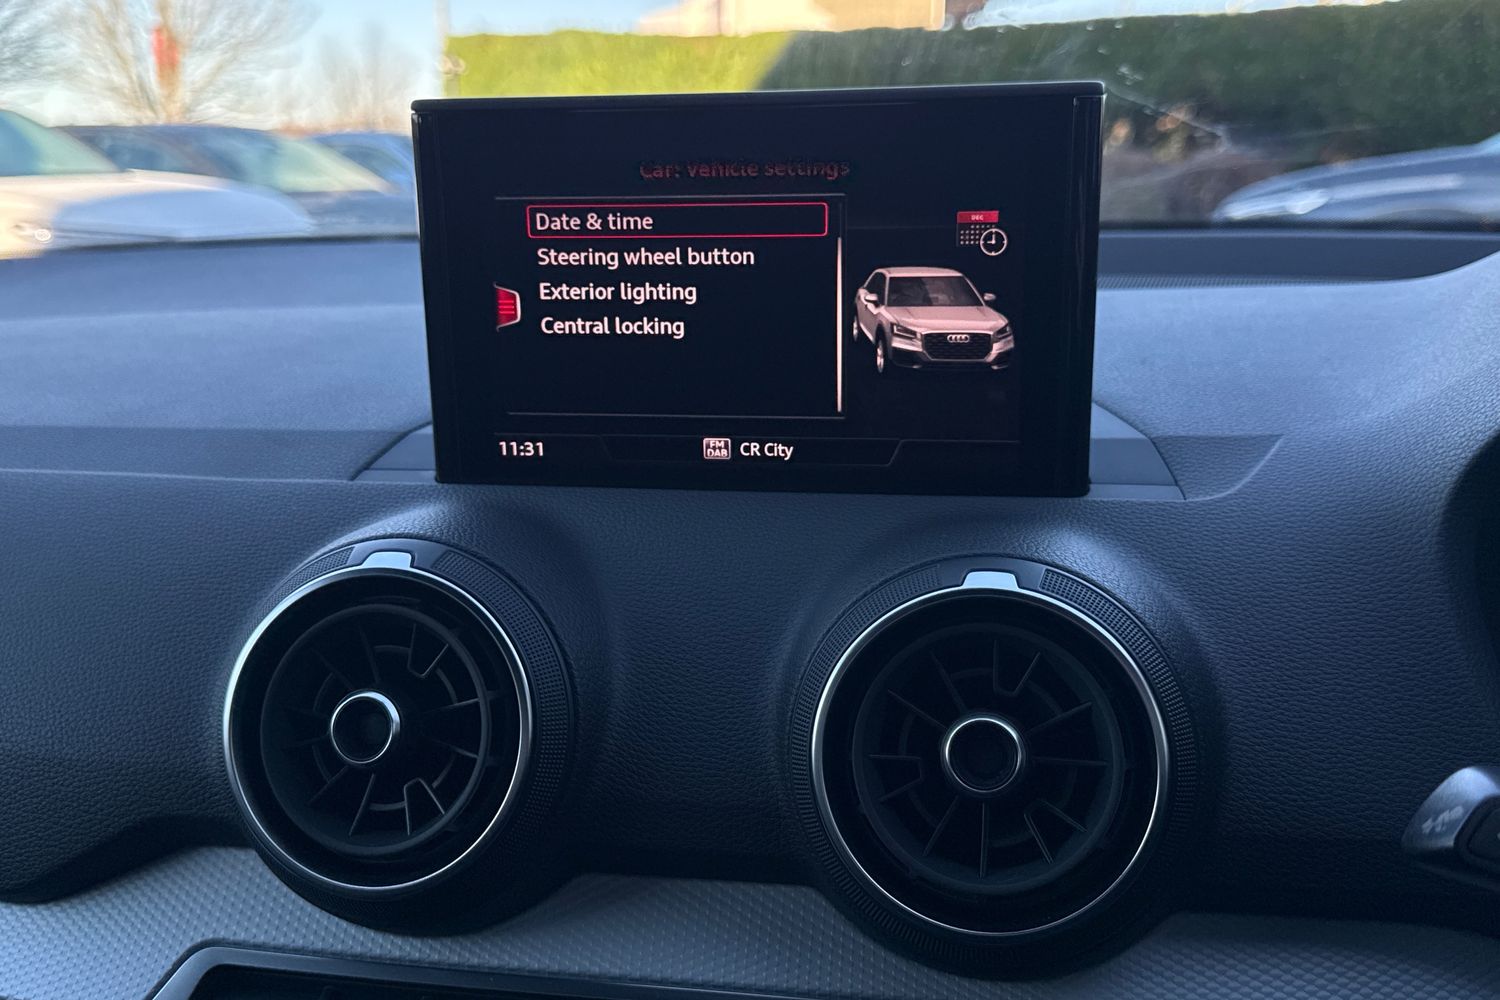 Car: Vehicle settings
Date & time
DEC
Steering wheel button
Exterior lighting
Central locking
11:31
FM
DAB
CR City